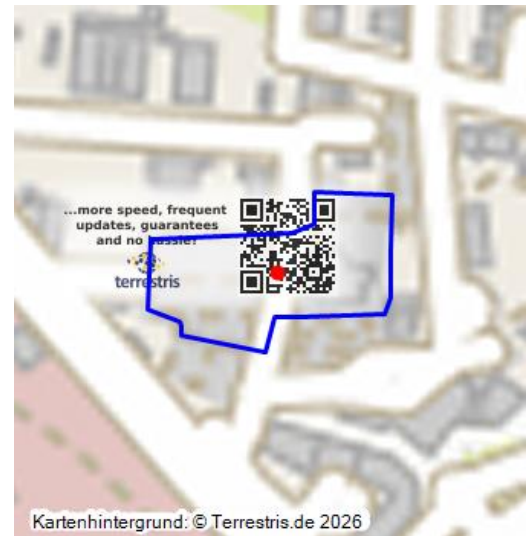 ...more speed, frequent
updates, guarantees
and no hassle!
terrestris
Kartenhintergrund: © Terrestris.de 2026